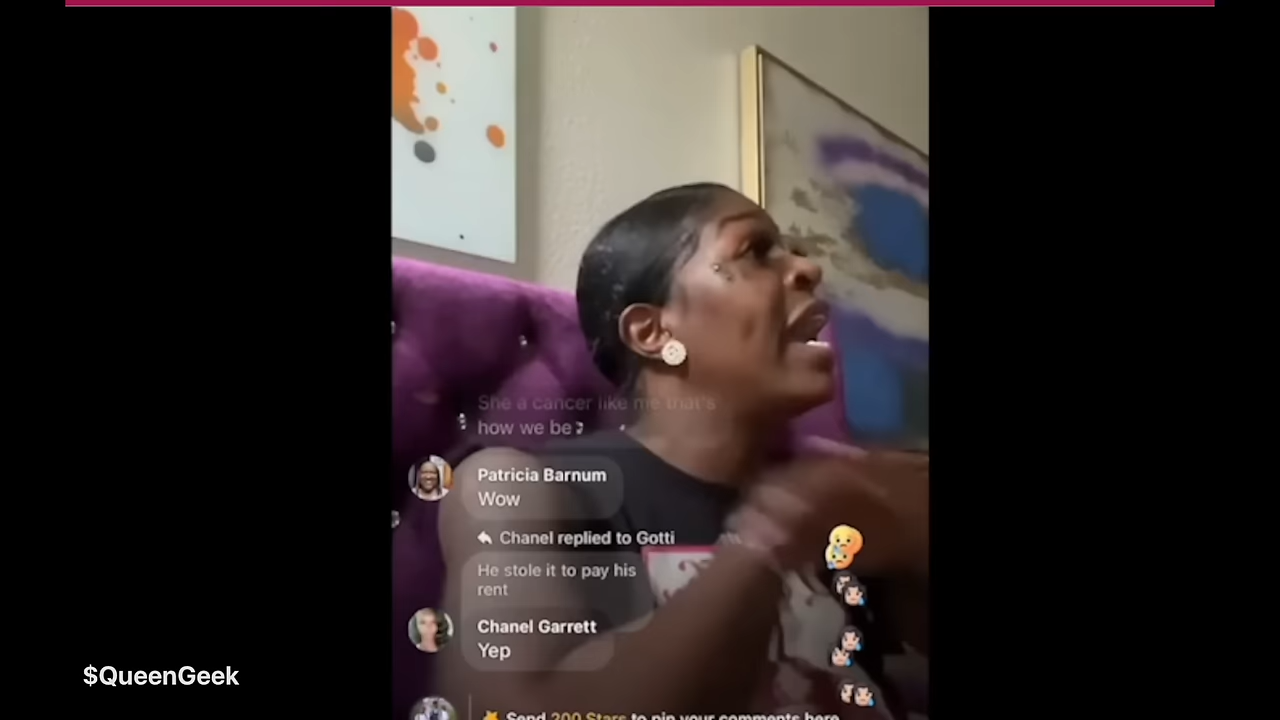 She a cancer like me that's
how we be
Patricia Barnum
Wow
Chanel replied to Gotti
He stole it to pay his
rent
Chanel Garrett
Yep
$QueenGeek
Send 200 Stars to pin your comments here